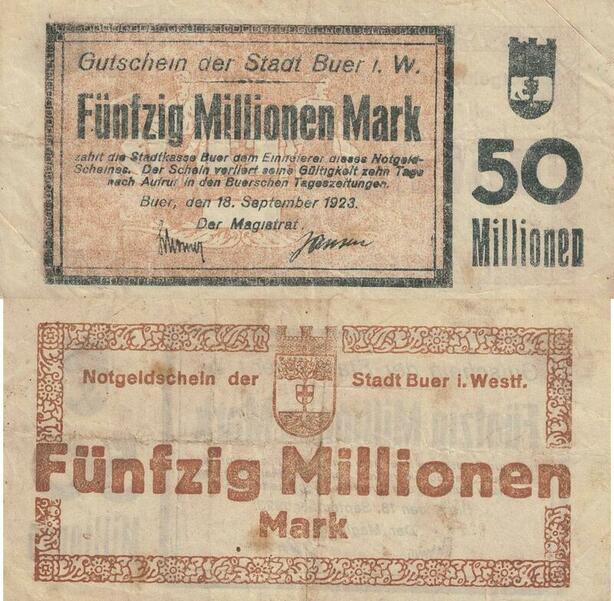 Gutschein der Stadt Buer i. W.
Fünfzig Millionen Mark
zahlt die Stadtkasse Buer dem Einlieferer dieses Notgeld-
Scheines. Der Schein verliert seine Gültigkeit zehn Tage
nach Aufruf in den Buerschen Tageszeitungen.
Buer, den 18. September 1923.
Der Magistrat.
50
Millionen
Notgeldschein der Stadt Buer i. Westf.
Fünfzig Millionen
Mark